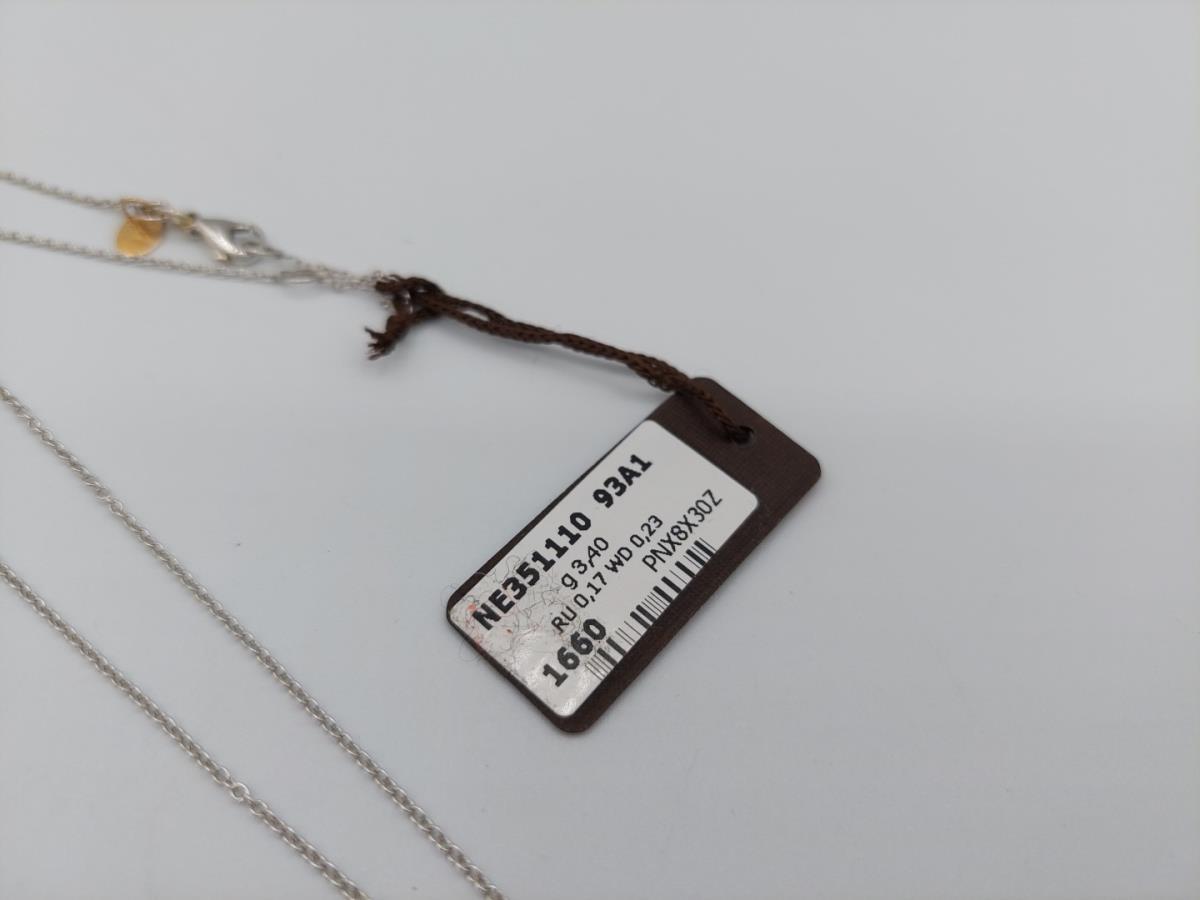 NE351110 93A1
g 3,40
RU 0,17 WD 0,23
PNX8X30Z
1660